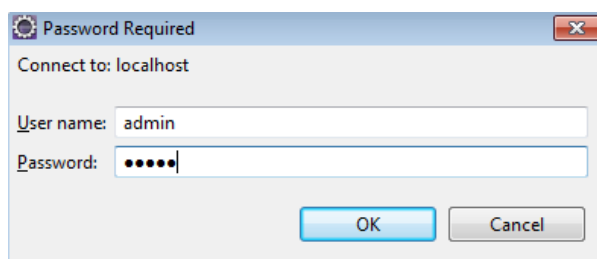 Password Required
Connect to: localhost
User name: admin
Password: •••••
OK Cancel